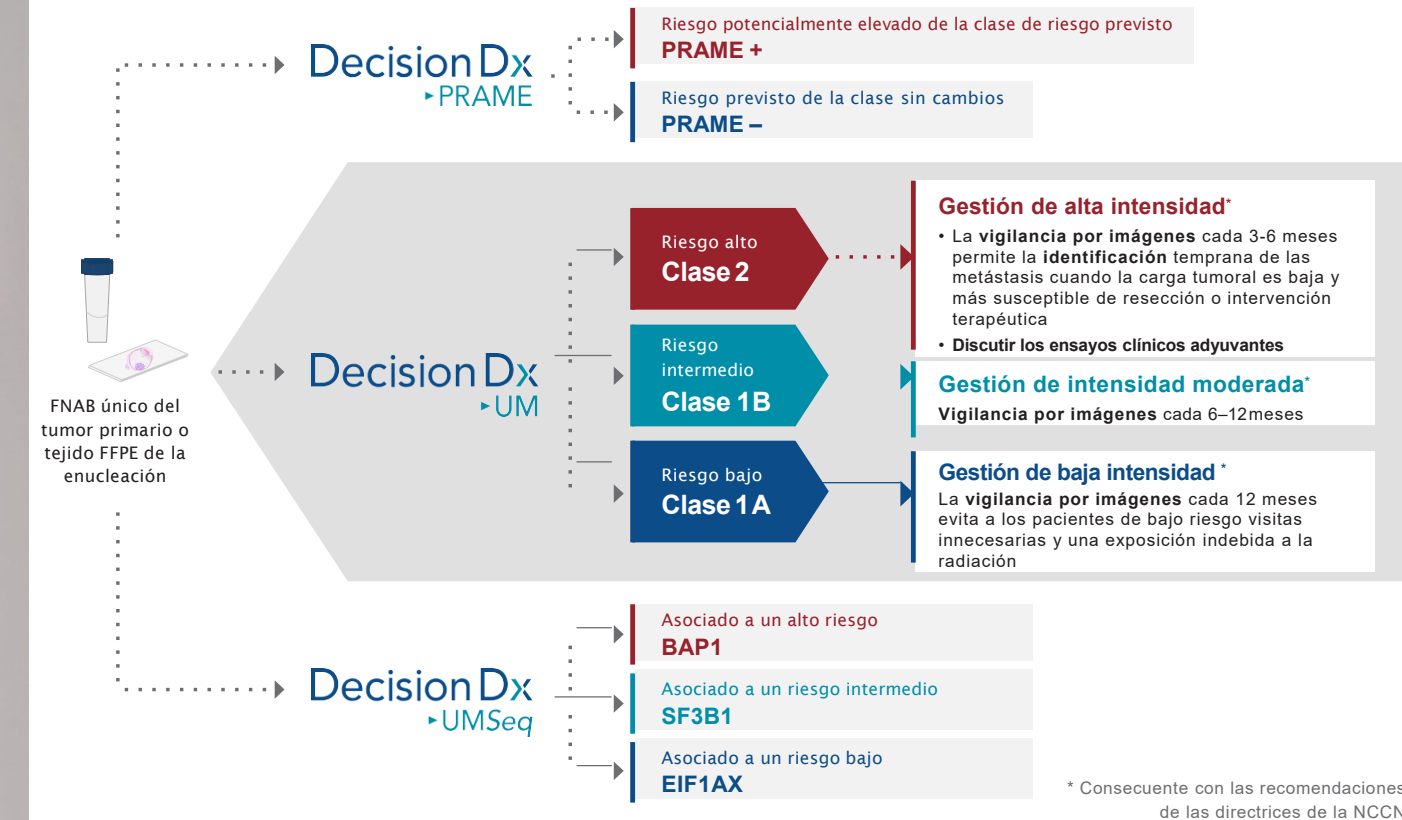 Riesgo potencialmente elevado de la clase de riesgo previsto
PRAME +
DecisionDx
PRAME
Riesgo previsto de la clase sin cambios
PRAME –
FNAB único del
tumor primario o
tejido FFPE de la
enucleación
DecisionDx
UM
Riesgo alto
Clase 2
Gestión de alta intensidad*
• La vigilancia por imágenes cada 3-6 meses
permite la identificación temprana de las
metástasis cuando la carga tumoral es baja y
más susceptible de resección o intervención
terapéutica
• Discutir los ensayos clínicos adyuvantes
Riesgo
intermedio
Clase 1B
Gestión de intensidad moderada*
Vigilancia por imágenes cada 6–12meses
Riesgo bajo
Clase 1A
Gestión de baja intensidad *
La vigilancia por imágenes cada 12 meses
evita a los pacientes de bajo riesgo visitas
innecesarias y una exposición indebida a la
radiación
DecisionDx
UMSeq
Asociado a un alto riesgo
BAP1
Asociado a un riesgo intermedio
SF3B1
Asociado a un riesgo bajo
EIF1AX
* Consecuente con las recomendaciones
de las directrices de la NCCN